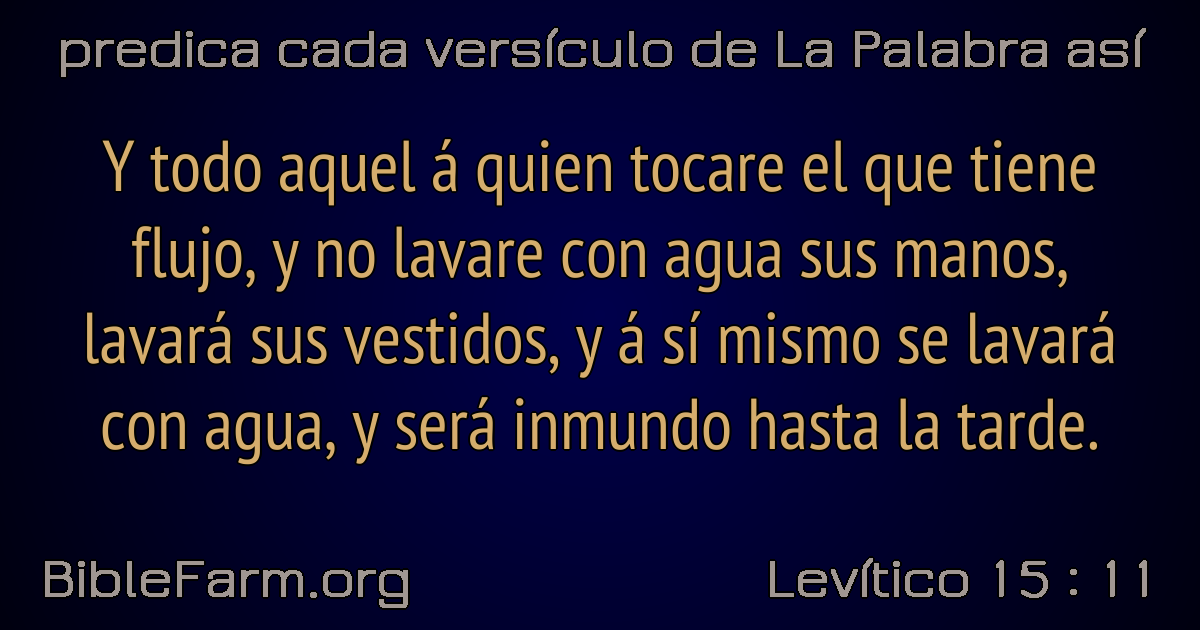 predica cada versículo de La Palabra así
Y todo aquel á quien tocare el que tiene
flujo, y no lavare con agua sus manos,
lavará sus vestidos, y á sí mismo se lavará
con agua, y será inmundo hasta la tarde.
BibleFarm.org
Levítico 15 : 11